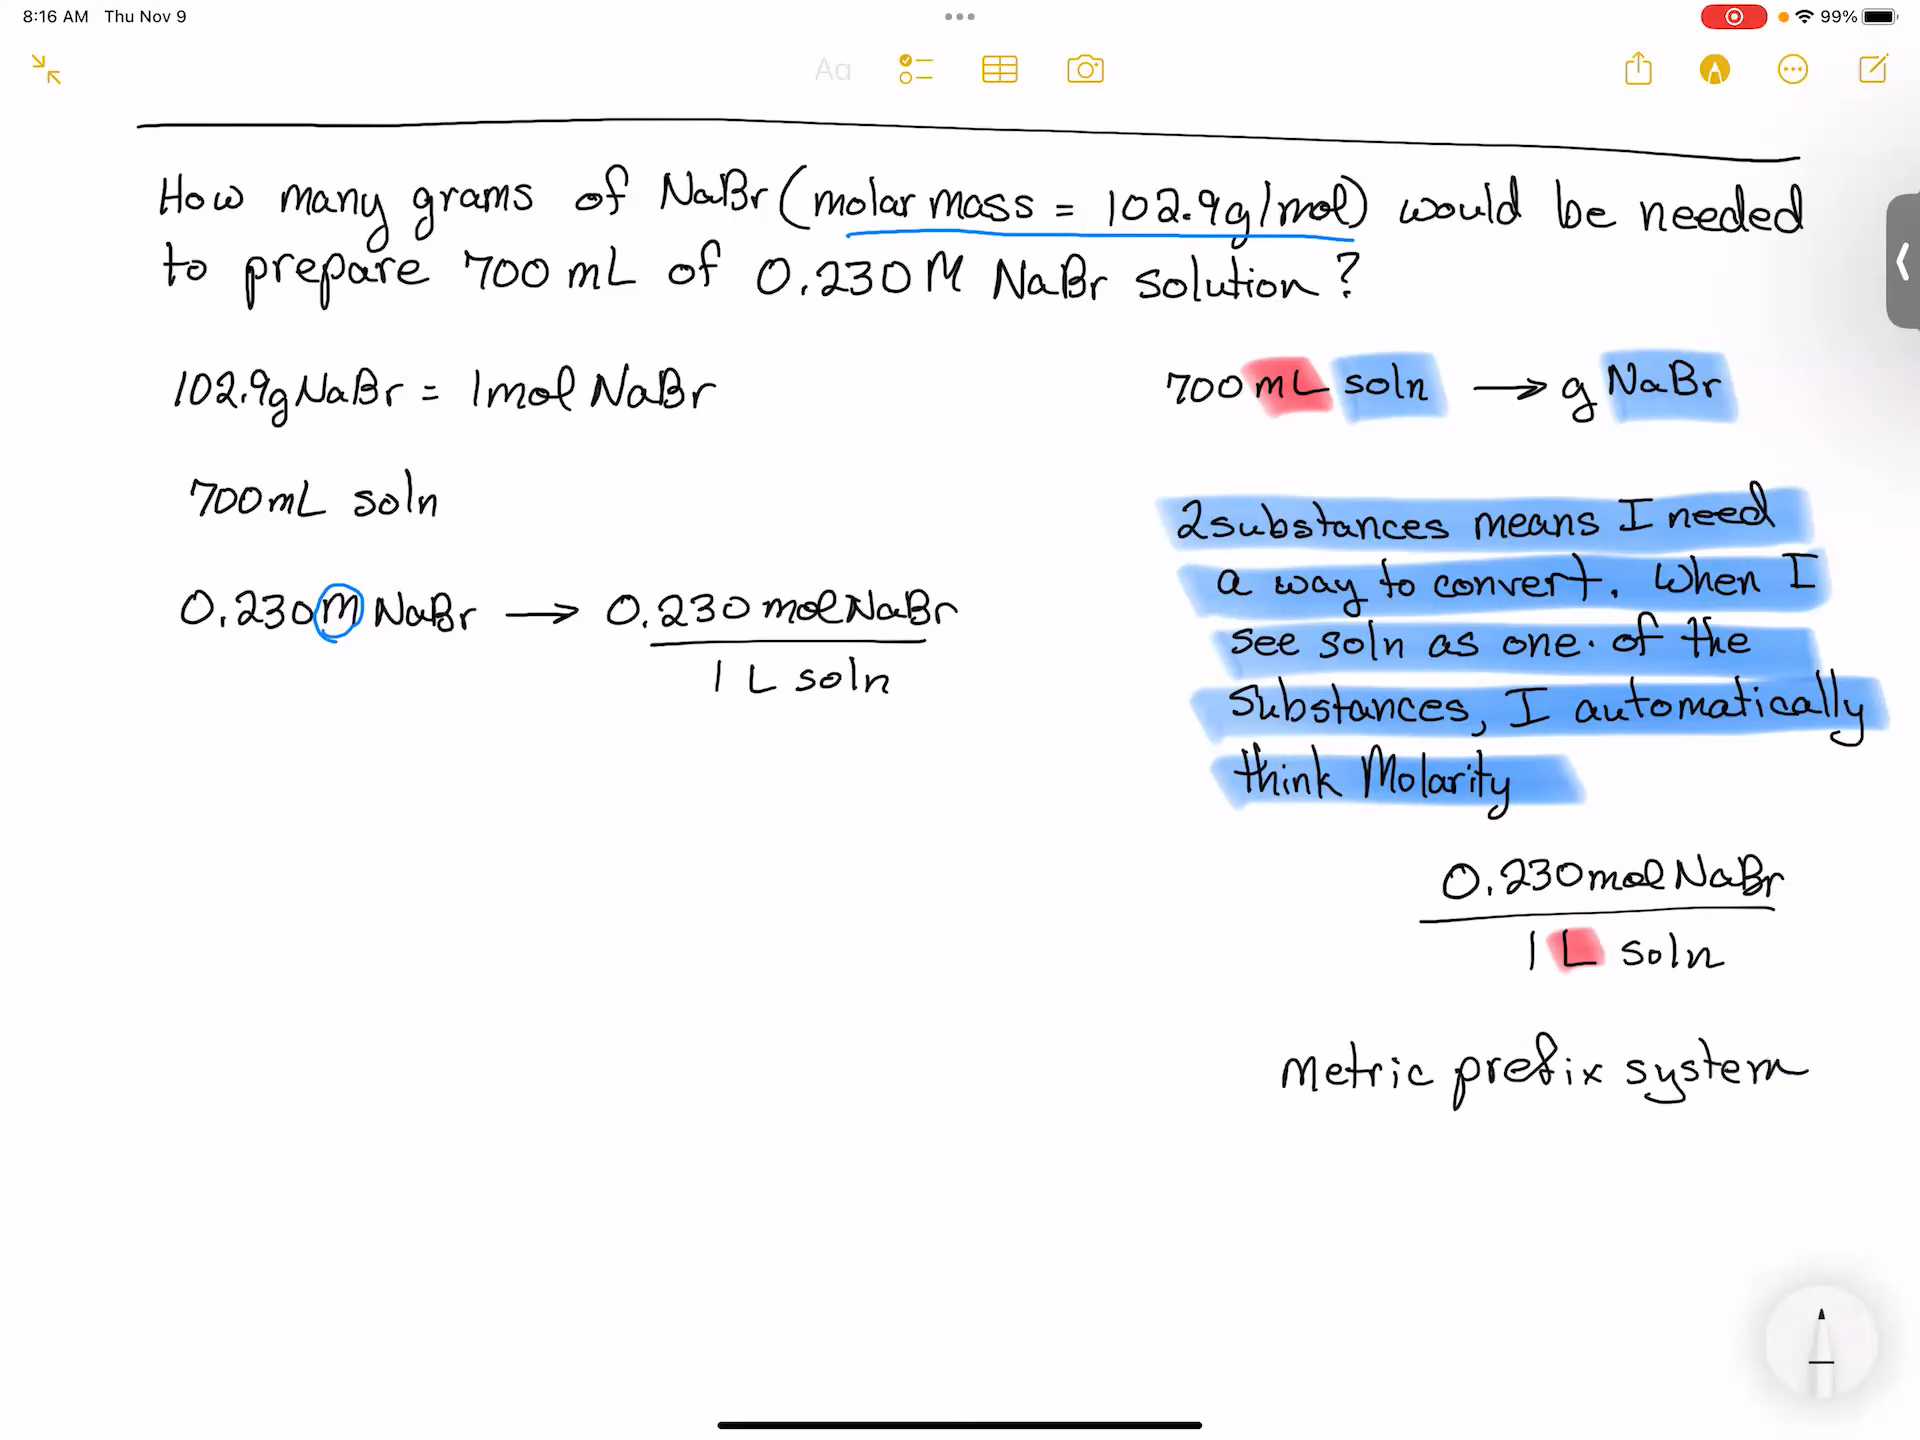 8:16 AM Thu Nov 9
99%
Aa
How many grams of NaBr (molar mass = 102.9g/mol) would be needed
to prepare 700 mL of 0.230 M NaBr solution?
102.9g NaBr = 1mol NaBr
700 mL soln → g NaBr
700mL soln
2 substances means I need
a way to convert. When I
see soln as one. of the
substances, I automatically
think Molarity
0.230 M NaBr → 0.230 mol NaBr
1 L soln
0.230 mol NaBr
1 L soln
Metric prefix system